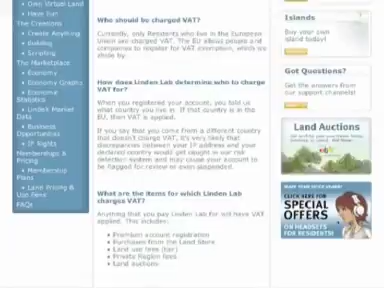 Own Virtual Land
Have Fun
The Creations
Create Anything
Building
Scripting
The Marketplace
Economy
Economy Graphs
Economic
Statistics
LindeX Market
Data
Business
Opportunities
IP Rights
Memberships &
Pricing
Membership
Plans
Land Pricing &
Use Fees
FAQs
Who should be charged VAT?
Currently, only Residents who live in the European
Union are charged VAT. The EU allows people and
companies to register for VAT exemption, which we
abide by.
How does Linden Lab determine who to charge
VAT for?
When you registered your account, you told us
what country you live in. If that country is in the
EU, then VAT is applied.
If you say that you come from a different country
that doesn't charge VAT, it's very likely that
discrepancies between your IP address and your
declared country would get caught in our risk
detection system and may cause your account to
be flagged for review or even suspended.
What are the items for which Linden Lab
charges VAT?
Anything that you pay Linden Lab for will have VAT
applied. This includes:
Premium account registration
Purchases from the Land Store
Land use fees (tier)
Private Region fees
Land auctions
Islands
Buy your own
island today!
Got Questions?
Get the answers from
our support channels!
Land Auctions
CLICK HERE FOR
SPECIAL
OFFERS
ON HEADSETS
FOR RESIDENTS!